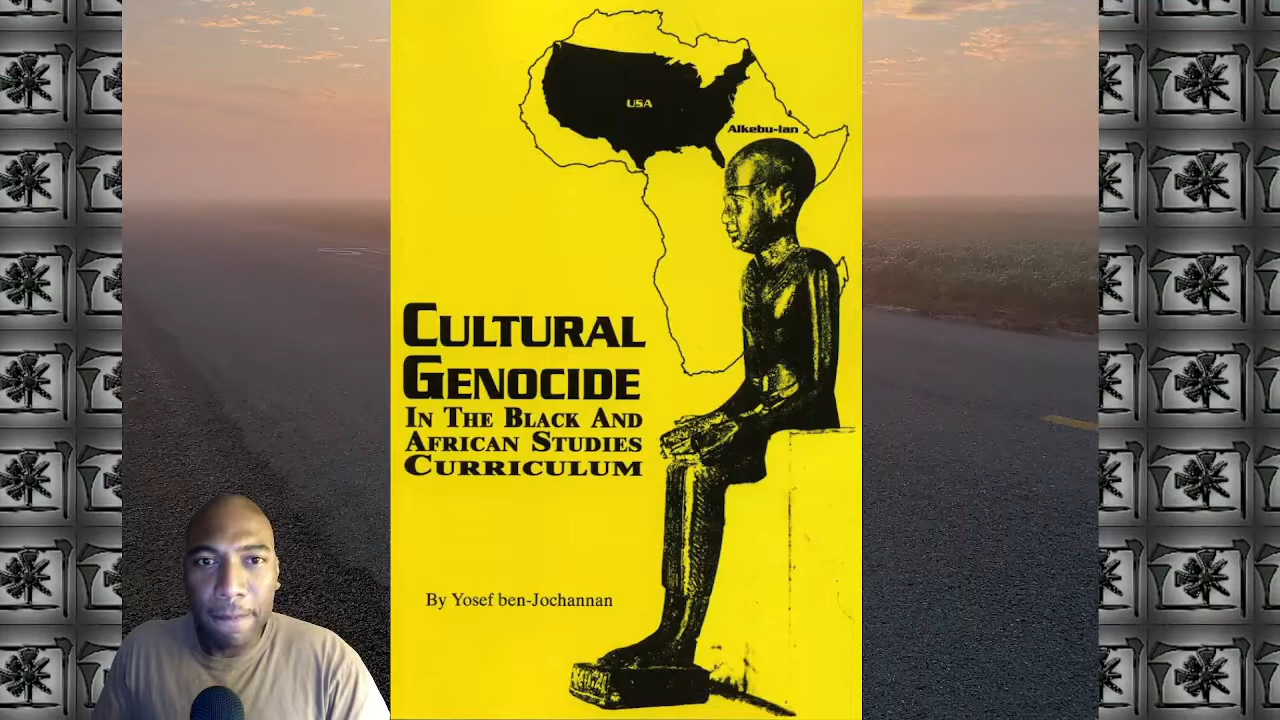 USA
Alkebu-lan
CULTURAL
GENOCIDE
IN THE BLACK AND
AFRICAN STUDIES
CURRICULUM
By Yosef ben-Jochannan